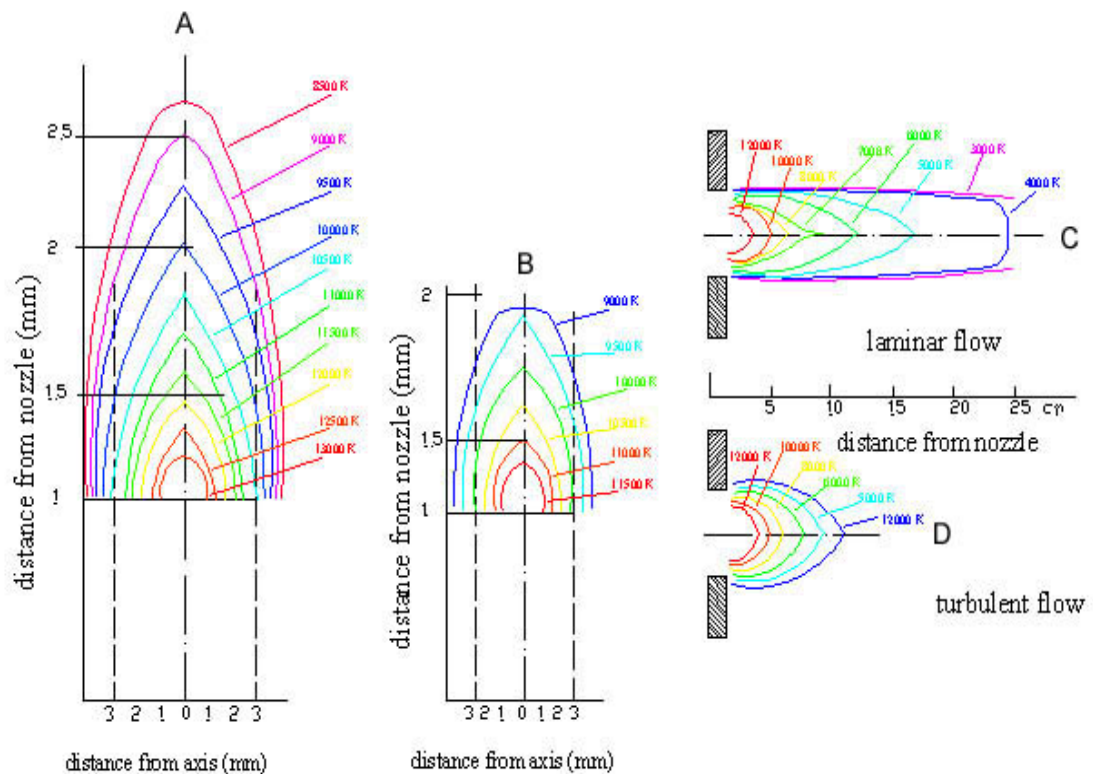 A
8500 K
9000 K
9500 K
10000 K
10500 K
11000 K
11500 K
12000 K
12500 K
13000 K
2,5
2
1,5
1
distance from nozzle (mm)
3 2 1 0 1 2 3
distance from axis (mm)
B
9000 K
9500 K
10000 K
10500 K
11000 K
11500 K
2
1,5
1
distance from nozzle (mm)
3 2 1 0 1 2 3
distance from axis (mm)
12000 K
10000 K
8000 K
7000 K
6000 K
5000 K
3000 K
4000 K
C
laminar flow
5 10 15 20 25
distance from nozzle
12000 K
10000 K
8000 K
6000 K
5000 K
12000 K
D
turbulent flow